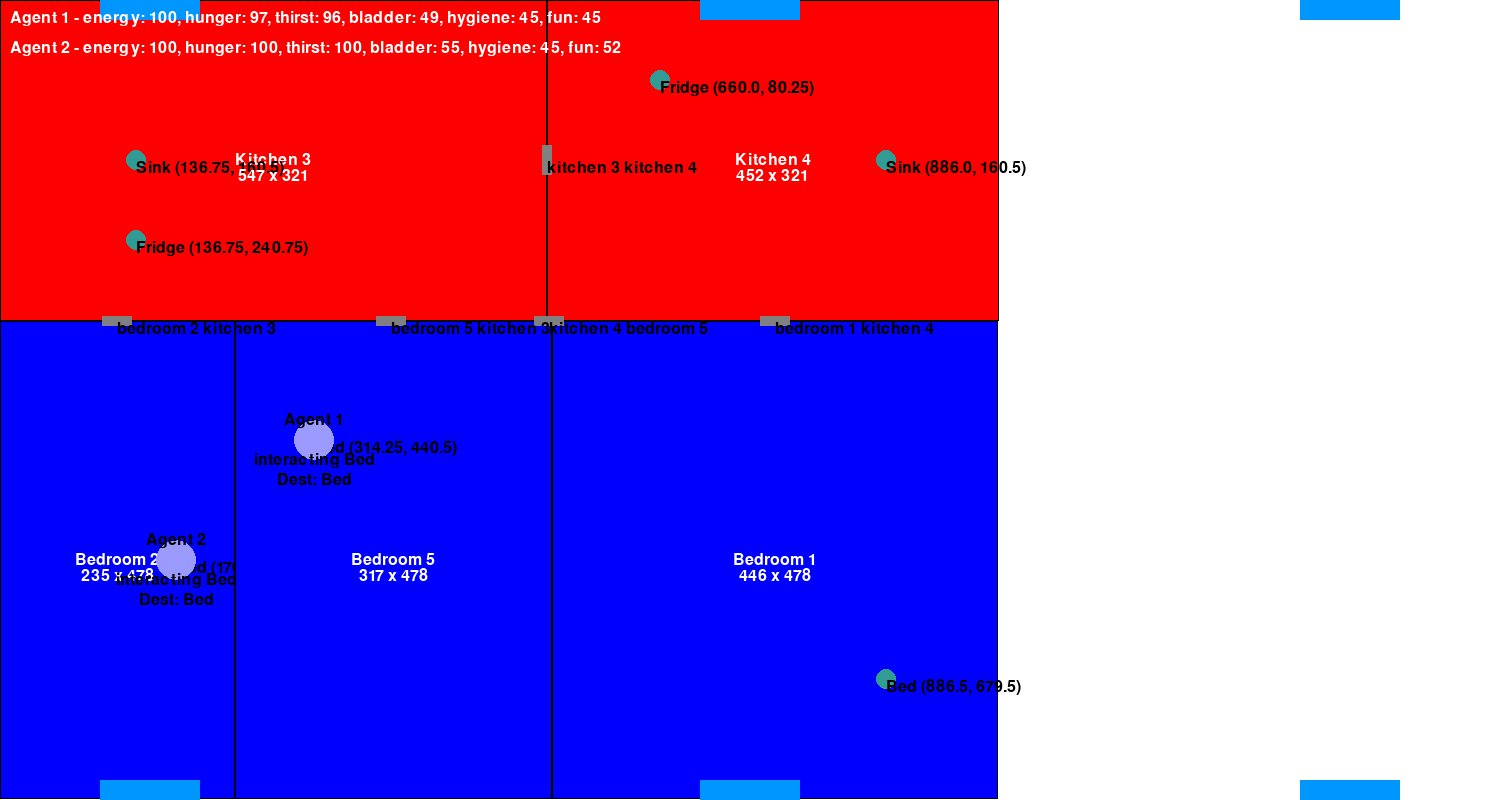 Agent 1 - energy: 100, hunger: 97, thirst: 96, bladder: 49, hygiene: 45, fun: 45
Agent 2 - energy: 100, hunger: 100, thirst: 100, bladder: 55, hygiene: 45, fun: 52
Fridge (660.0, 80.25)
Sink (136.75, 160.5)
Kitchen 3
547 x 321
kitchen 3 kitchen 4
Kitchen 4
452 x 321
Sink (886.0, 160.5)
Fridge (136.75, 240.75)
bedroom 2 kitchen 3
bedroom 5 kitchen 3
kitchen 4 bedroom 5
bedroom 1 kitchen 4
Agent 1
(314.25, 440.5)
interacting Bed
Dest: Bed
Agent 2
Bedroom 2
235 x 478
interacting Bed
Dest: Bed
Bedroom 5
317 x 478
Bedroom 1
446 x 478
Bed (886.5, 679.5)